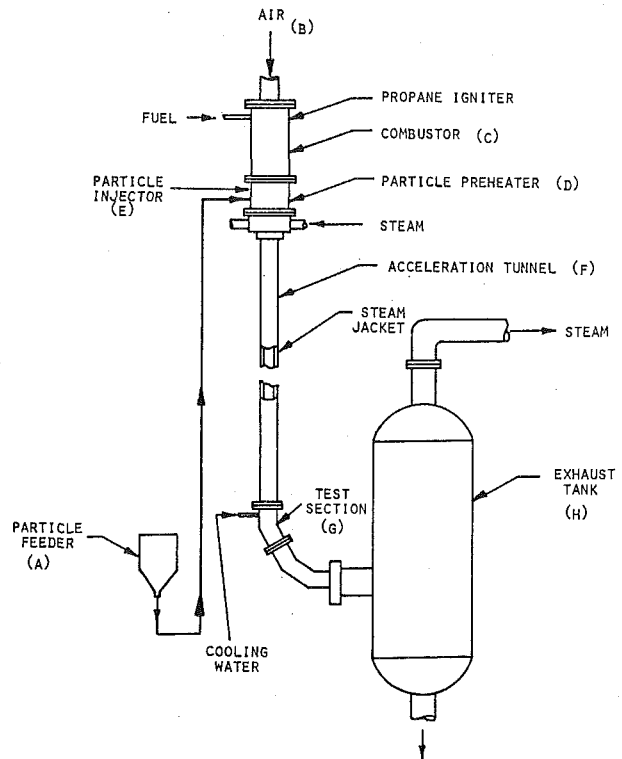 AIR
(B)
PROPANE IGNITER
FUEL
COMBUSTOR (C)
PARTICLE
INJECTOR
(E)
PARTICLE PREHEATER (D)
STEAM
ACCELERATION TUNNEL (F)
STEAM
JACKET
STEAM
TEST
SECTION
(G)
EXHAUST
TANK
(H)
PARTICLE
FEEDER
(A)
COOLING
WATER